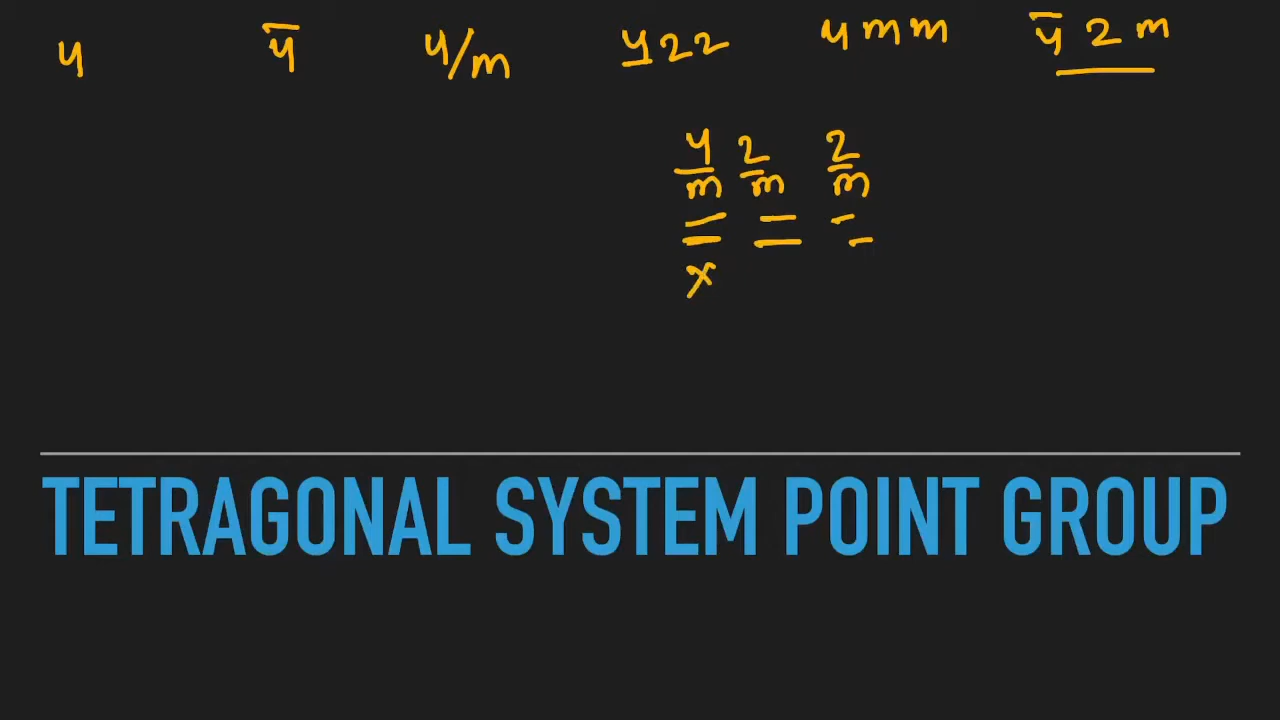 4 4̅ 4/m 422 4mm 4̅2m
4/m 2/m 2/m
x
TETRAGONAL SYSTEM POINT GROUP